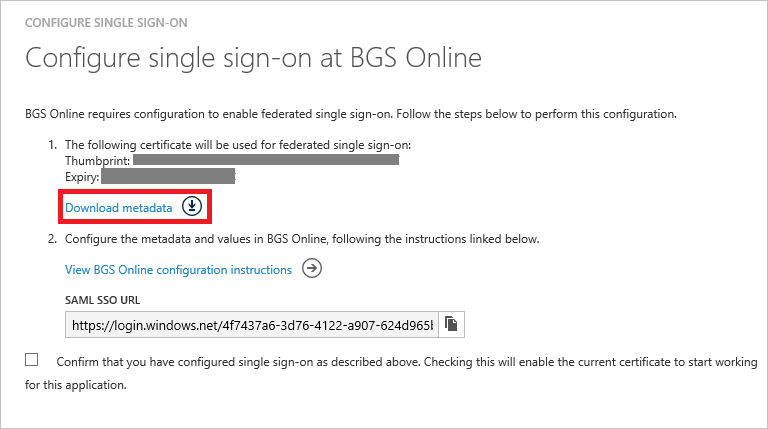 CONFIGURE SINGLE SIGN-ON
Configure single sign-on at BGS Online
BGS Online requires configuration to enable federated single sign-on. Follow the steps below to perform this configuration.
1. The following certificate will be used for federated single sign-on:
Thumbprint:
Expiry:
Download metadata
2. Configure the metadata and values in BGS Online, following the instructions linked below.
View BGS Online configuration instructions
SAML SSO URL
https://login.windows.net/4f7437a6-3d76-4122-a907-624d965b
Confirm that you have configured single sign-on as described above. Checking this will enable the current certificate to start working
for this application.